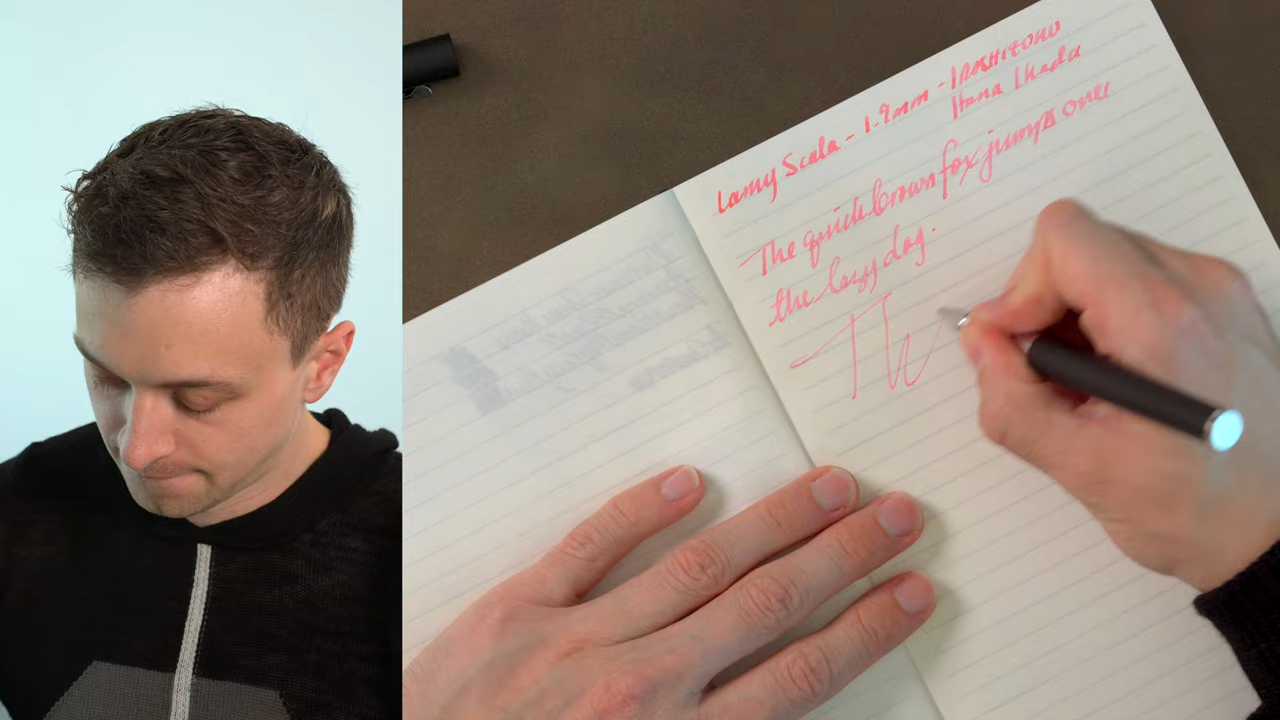 Lamy Scala - 1.9mm - IROSHIZUKU
Hana Ikada
The quick brown fox jumps over
the lazy dog.
Th